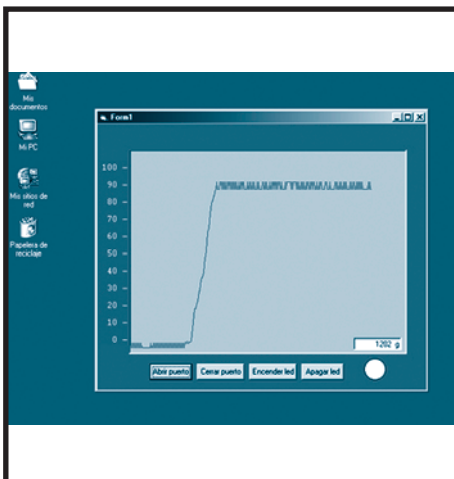 Mis
documentos
Mi PC
Mis sitios de
red
Papelera de
reciclaje
Form1
100 -
90 -
80 -
70 -
60 -
50 -
40 -
30 -
20 -
10 -
0 -
1202 g
Abrir puerto
Cerrar puerto
Encender led
Apagar led